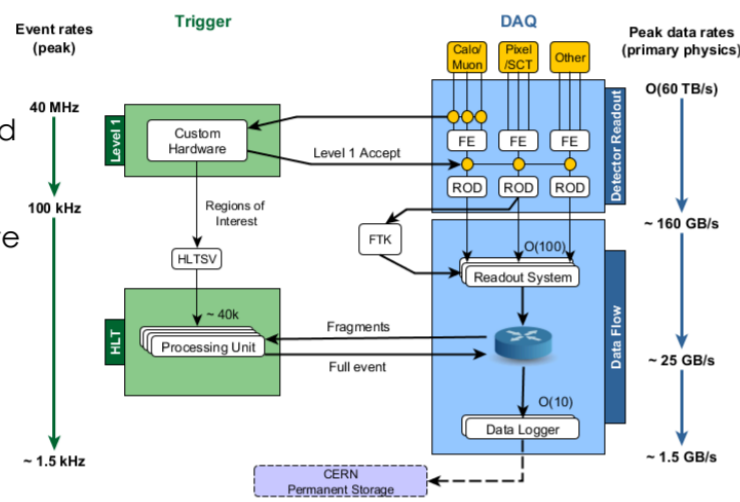 Trigger
DAQ
Event rates
(peak)
Peak data rates
(primary physics)
Calo/
Muon
Pixel
/SCT
Other
40 MHz
O(60 TB/s)
d
Level 1
Custom
Hardware
FE
FE
FE
Detector Readout
Level 1 Accept
ROD
ROD
ROD
100 kHz
Regions of
Interest
~ 160 GB/s
re
FTK
HLTSV
O(100)
Readout System
HLT
~ 40k
Processing Unit
Fragments
Full event
Data Flow
~ 25 GB/s
O(10)
Data Logger
~ 1.5 kHz
~ 1.5 GB/s
CERN
Permanent Storage